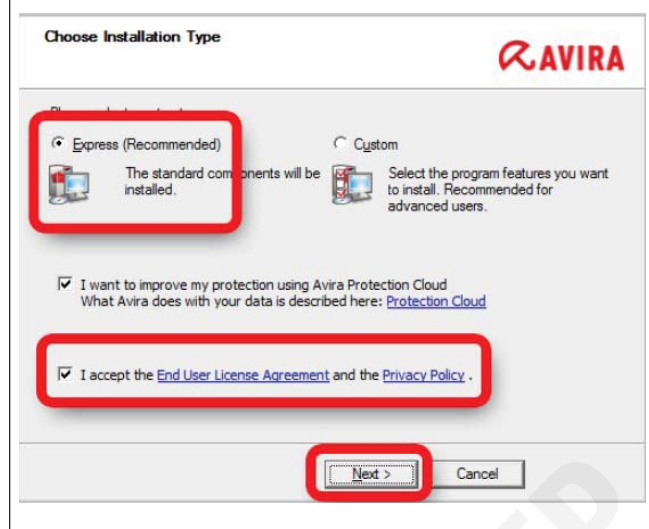 Choose Installation Type
AVIRA
Express (Recommended)
Custom
The standard components will be
installed.
Select the program features you want
to install. Recommended for
advanced users.
I want to improve my protection using Avira Protection Cloud
What Avira does with your data is described here: Protection Cloud
I accept the End User License Agreement and the Privacy Policy .
Next >
Cancel